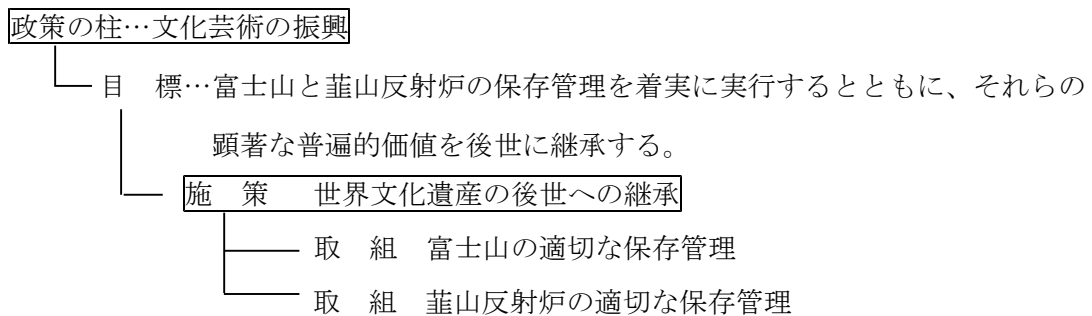 政策の柱…文化芸術の振興
目　標…富士山と韮山反射炉の保存管理を着実に実行するとともに、それらの
顕著な普遍的価値を後世に継承する。
施　策　　世界文化遺産の後世への継承
取　組　富士山の適切な保存管理
取　組　韮山反射炉の適切な保存管理